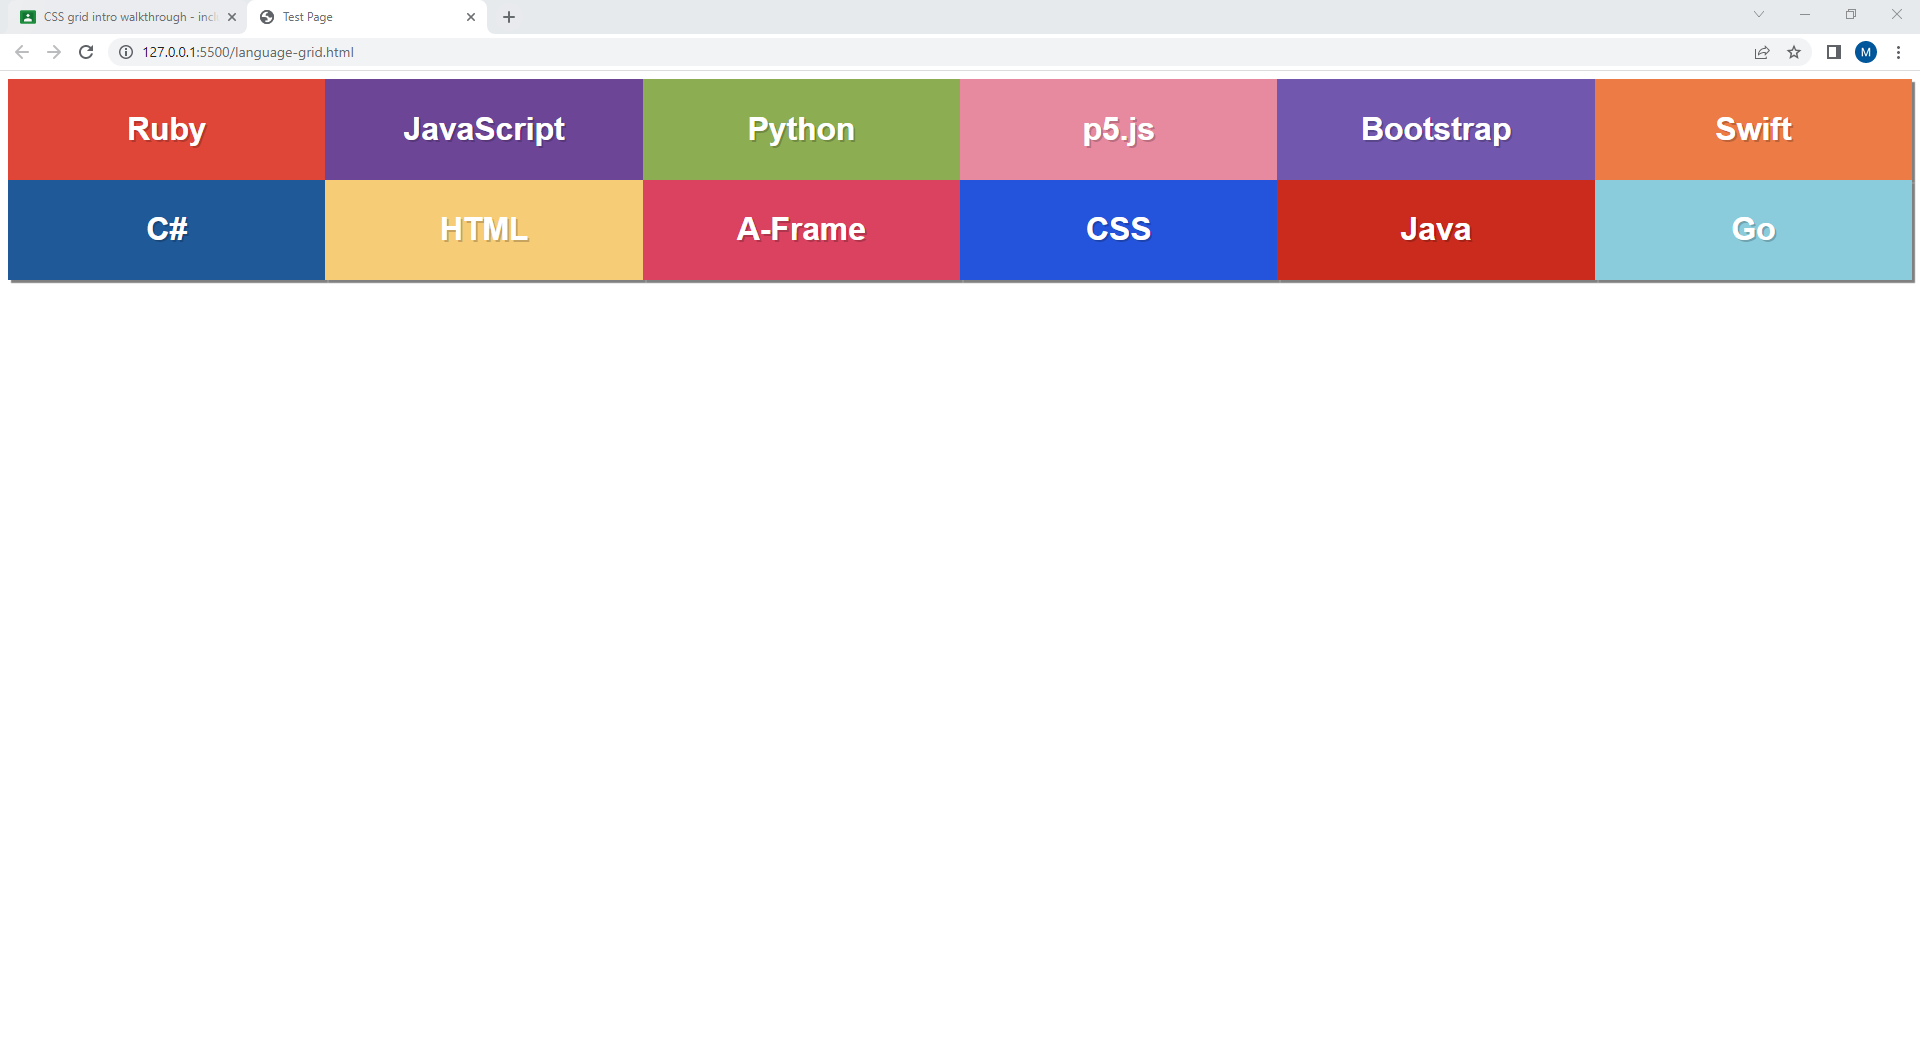 CSS grid intro walkthrough - incl
Test Page
127.0.0.1:5500/language-grid.html
M
Ruby JavaScript Python p5.js Bootstrap Swift
C# HTML A-Frame CSS Java Go